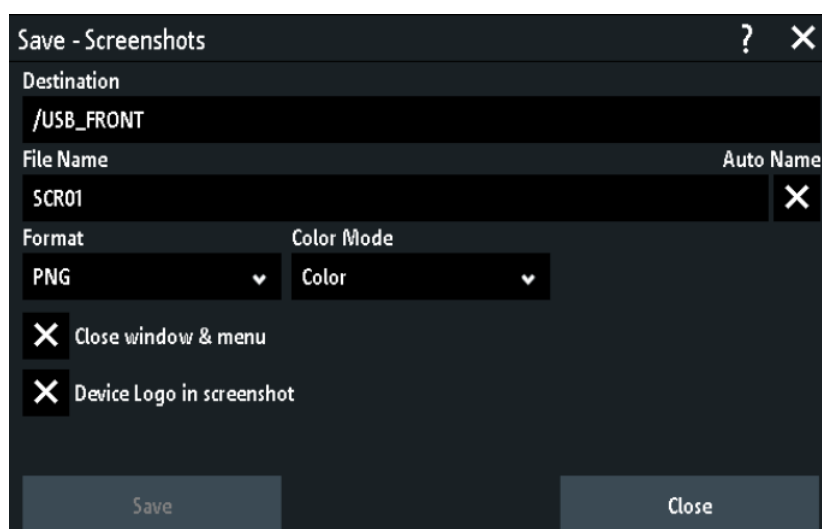 Save - Screenshots ?
Destination
/USB_FRONT
File Name Auto Name
SCR01
Format Color Mode
PNG Color
Close window & menu
Device Logo in screenshot
Save Close